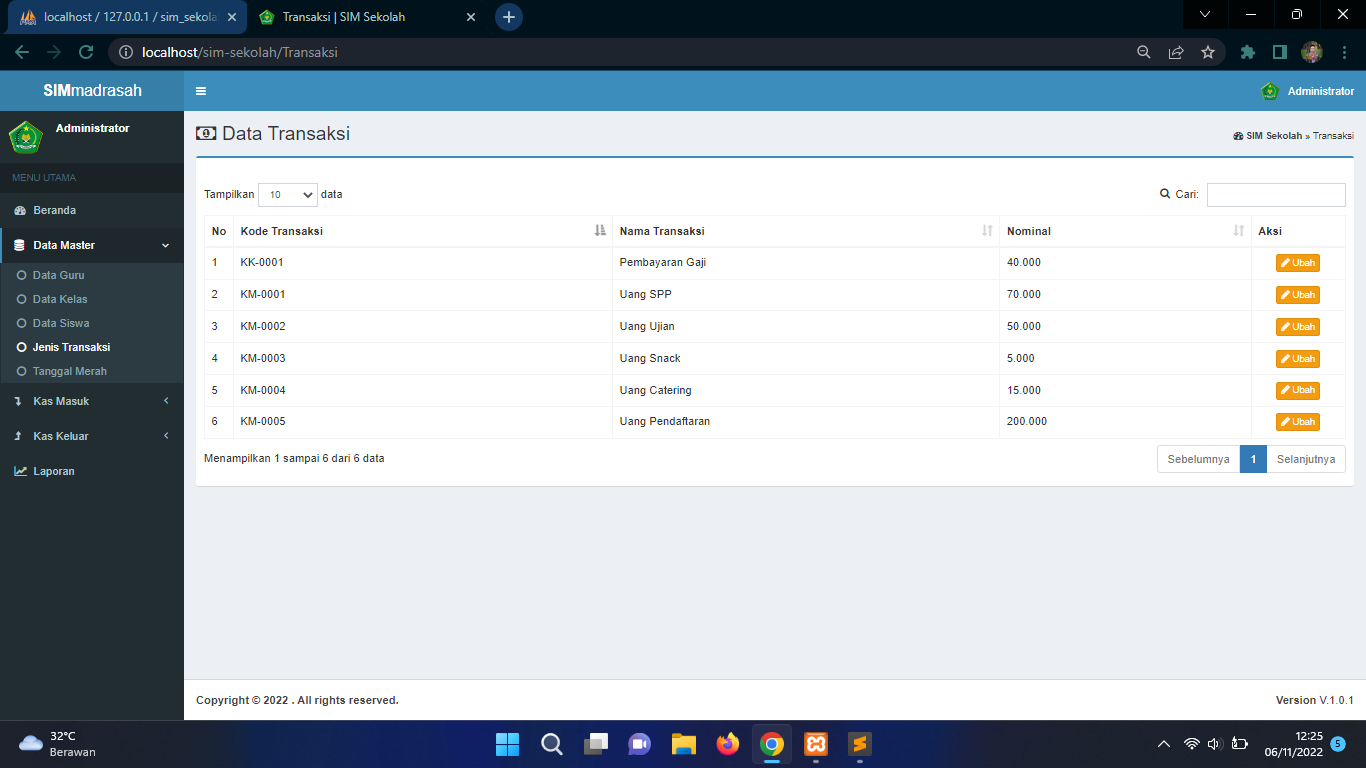 localhost / 127.0.0.1 / sim_sekola
Transaksi | SIM Sekolah
localhost/sim-sekolah/Transaksi
SIMmadrasah
Administrator
Administrator
MENU UTAMA
Beranda
Data Master
Data Guru
Data Kelas
Data Siswa
Jenis Transaksi
Tanggal Merah
Kas Masuk
Kas Keluar
Laporan
Data Transaksi
SIM Sekolah » Transaksi
Tampilkan 10 data
Cari:
No Kode Transaksi Nama Transaksi Nominal Aksi
1 KK-0001 Pembayaran Gaji 40.000 Ubah
2 KM-0001 Uang SPP 70.000 Ubah
3 KM-0002 Uang Ujian 50.000 Ubah
4 KM-0003 Uang Snack 5.000 Ubah
5 KM-0004 Uang Catering 15.000 Ubah
6 KM-0005 Uang Pendaftaran 200.000 Ubah
Menampilkan 1 sampai 6 dari 6 data
Sebelumnya 1 Selanjutnya
Copyright © 2022 . All rights reserved.
Version V.1.0.1
32°C
Berawan
12:25
06/11/2022
5